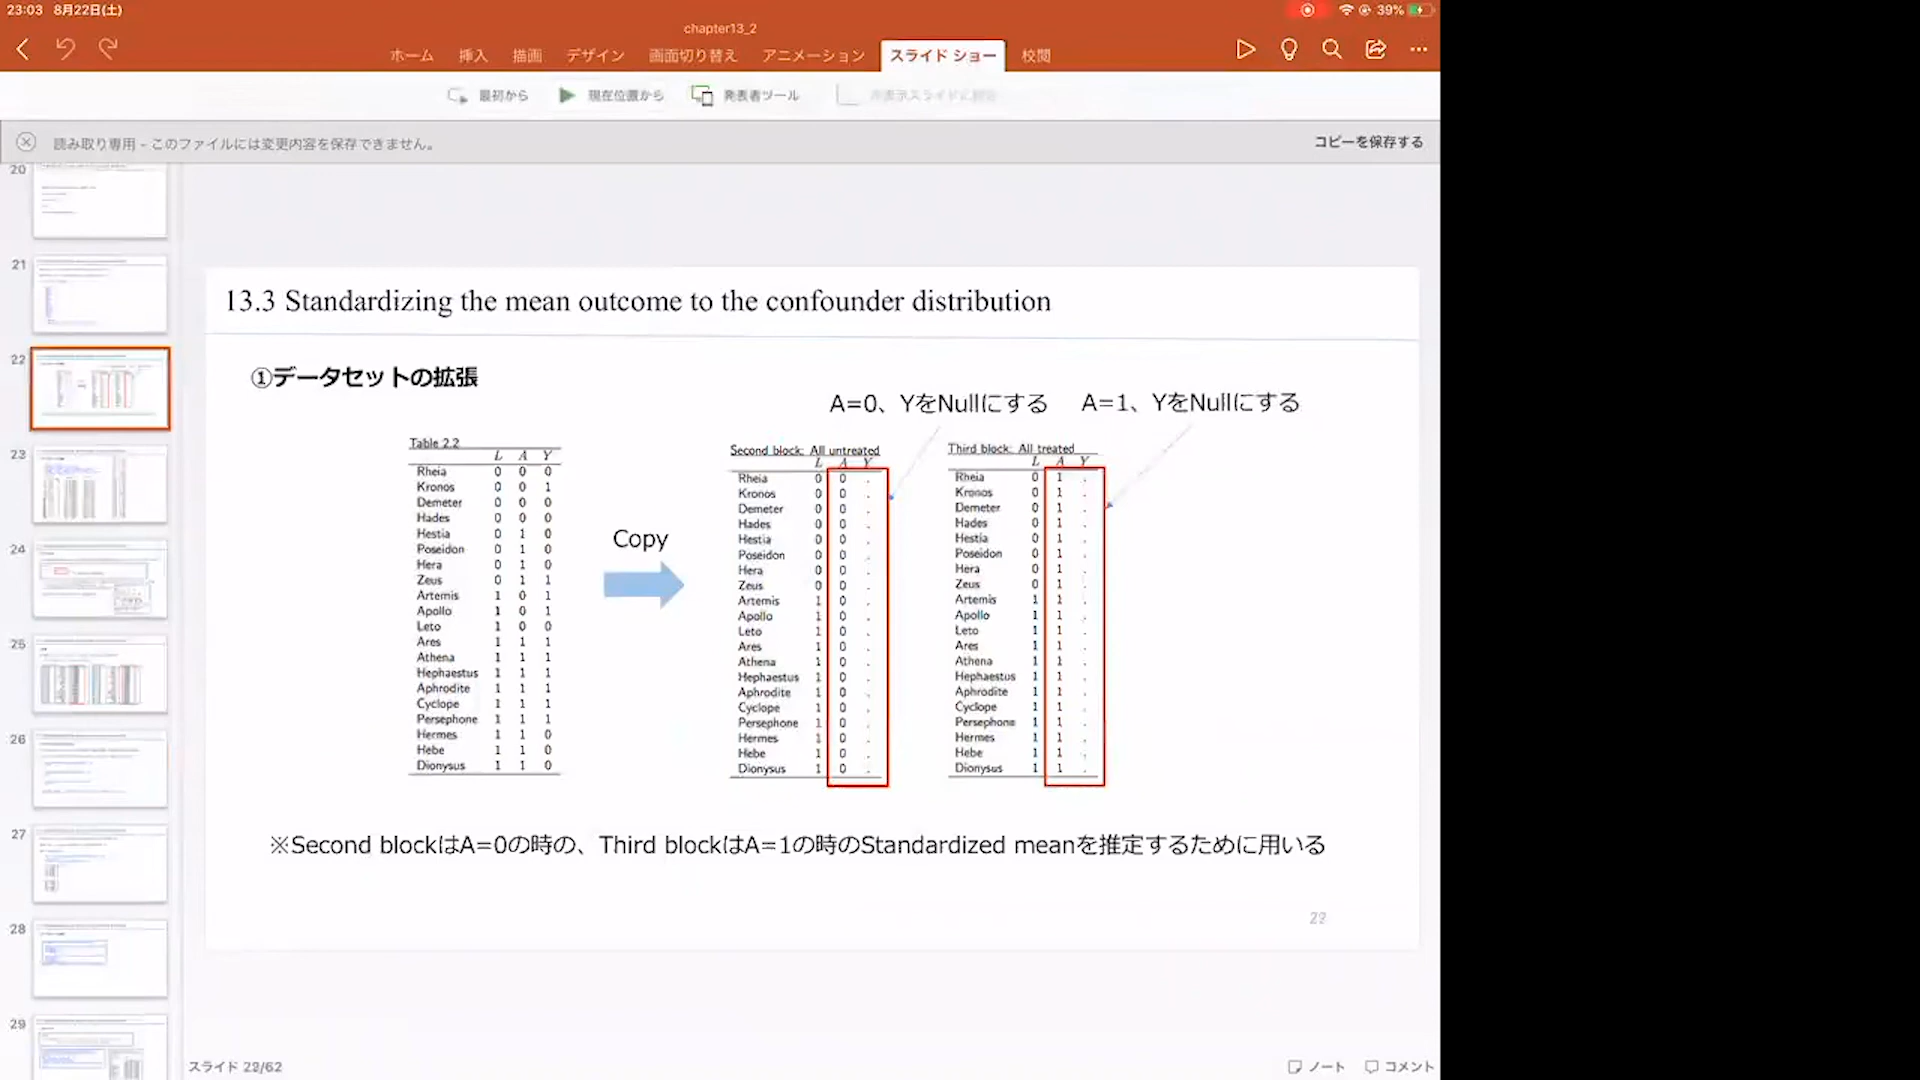 23:03 8月22日(土)
39%
chapter13_2
ホーム 挿入 描画 デザイン 画面切り替え アニメーション スライド ショー 校閲
最初から 現在位置から 発表者ツール
読み取り専用 - このファイルには変更内容を保存できません。 コピーを保存する
20
21
22
23
24
25
26
27
28
29
13.3 Standardizing the mean outcome to the confounder distribution
①データセットの拡張
A=0、YをNullにする A=1、YをNullにする
Table 2.2
L A Y
Rheia 0 0 0
Kronos 0 0 1
Demeter 0 0 0
Hades 0 0 0
Hestia 0 1 0
Poseidon 0 1 0
Hera 0 1 0
Zeus 0 1 1
Artemis 1 0 1
Apollo 1 0 1
Leto 1 0 0
Ares 1 1 1
Athena 1 1 1
Hephaestus 1 1 1
Aphrodite 1 1 1
Cyclope 1 1 1
Persephone 1 1 1
Hermes 1 1 0
Hebe 1 1 0
Dionysus 1 1 0
Copy
Second block: All untreated
L A Y
Rheia 0 0 .
Kronos 0 0 .
Demeter 0 0 .
Hades 0 0 .
Hestia 0 0 .
Poseidon 0 0 .
Hera 0 0 .
Zeus 0 0 .
Artemis 1 0 .
Apollo 1 0 .
Leto 1 0 .
Ares 1 0 .
Athena 1 0 .
Hephaestus 1 0 .
Aphrodite 1 0 .
Cyclope 1 0 .
Persephone 1 0 .
Hermes 1 0 .
Hebe 1 0 .
Dionysus 1 0 .
Third block: All treated
L A Y
Rheia 0 1 .
Kronos 0 1 .
Demeter 0 1 .
Hades 0 1 .
Hestia 0 1 .
Poseidon 0 1 .
Hera 0 1 .
Zeus 0 1 .
Artemis 1 1 .
Apollo 1 1 .
Leto 1 1 .
Ares 1 1 .
Athena 1 1 .
Hephaestus 1 1 .
Aphrodite 1 1 .
Cyclope 1 1 .
Persephone 1 1 .
Hermes 1 1 .
Hebe 1 1 .
Dionysus 1 1 .
※Second blockはA=0の時の、Third blockはA=1の時のStandardized meanを推定するために用いる
22
スライド 22/62
ノート コメント